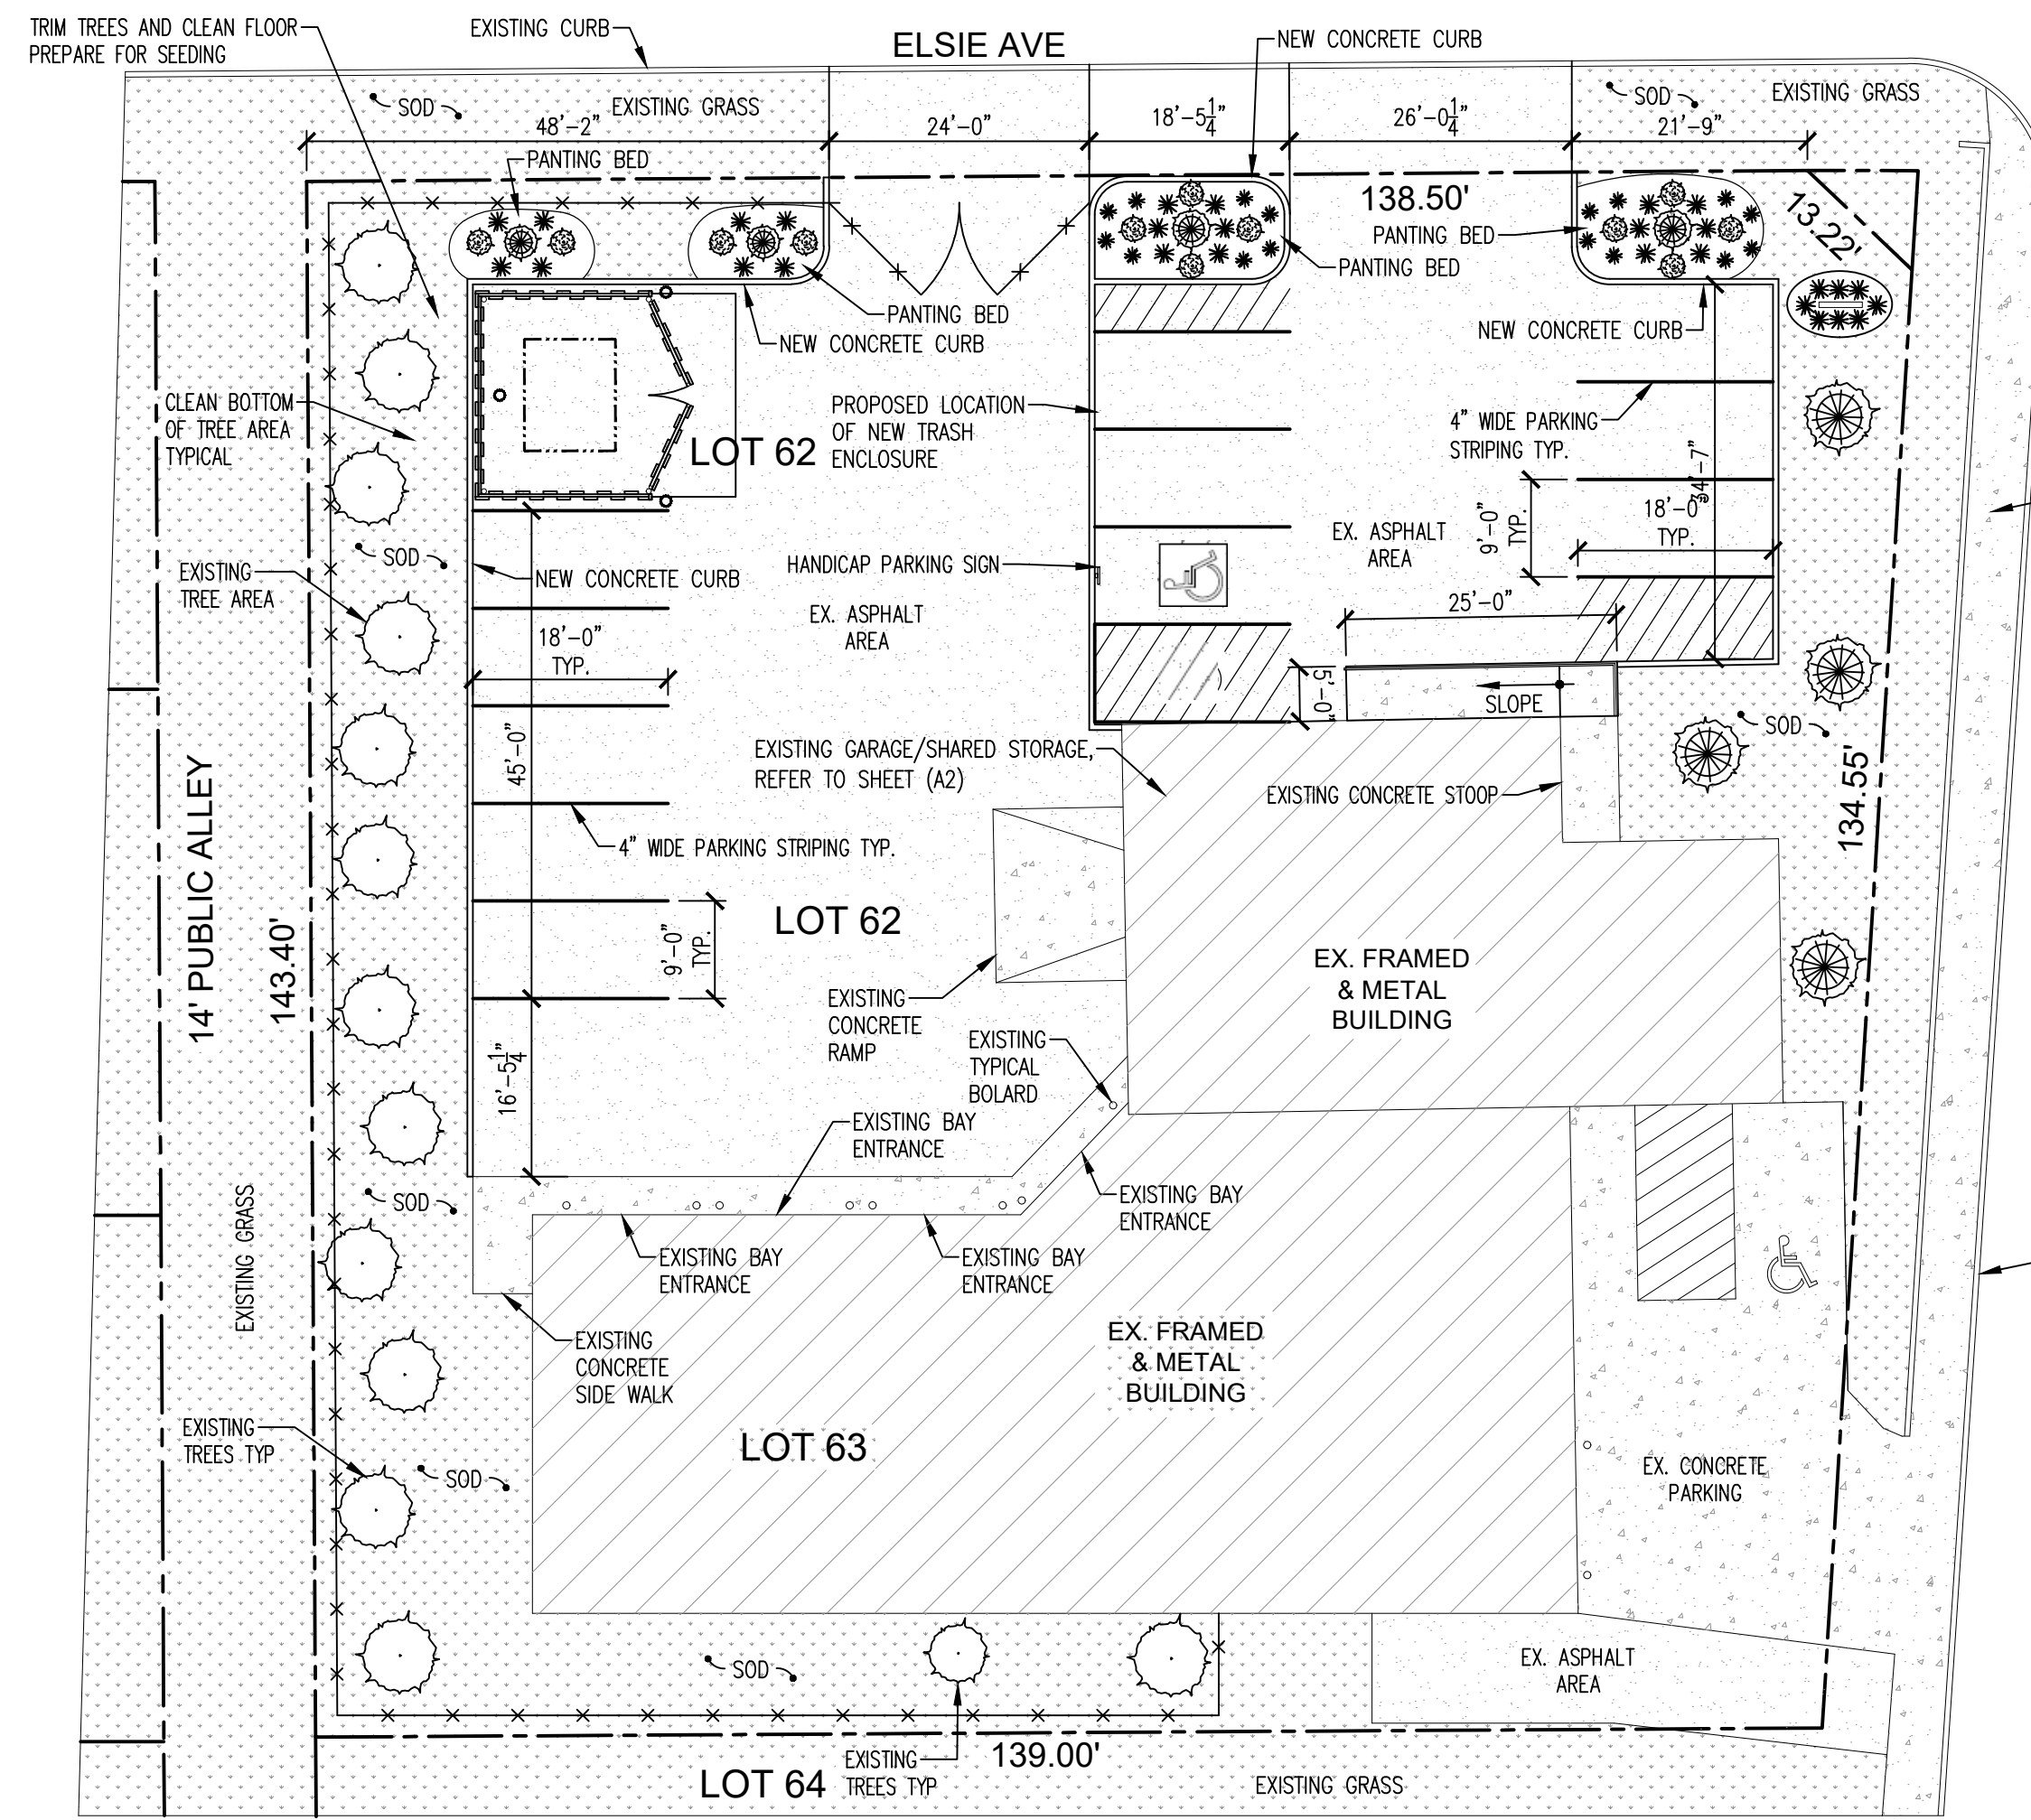 TRIM TREES AND CLEAN FLOOR
PREPARE FOR SEEDING
EXISTING CURB
ELSIE AVE
NEW CONCRETE CURB
SOD
EXISTING GRASS
SOD
EXISTING GRASS
48'-2"
24'-0"
18'-5 1/4"
26'-0 1/4"
21'-9"
PANTING BED
138.50'
13.22'
PANTING BED
PANTING BED
PANTING BED
NEW CONCRETE CURB
NEW CONCRETE CURB
CLEAN BOTTOM
OF TREE AREA
TYPICAL
PROPOSED LOCATION
OF NEW TRASH
ENCLOSURE
LOT 62
4" WIDE PARKING
STRIPING TYP.
34'-7"
18'-0"
TYP.
9'-0"
TYP.
EX. ASPHALT
AREA
SOD
EXISTING
TREE AREA
NEW CONCRETE CURB
HANDICAP PARKING SIGN
EX. ASPHALT
AREA
25'-0"
18'-0"
TYP.
5'-0"
SLOPE
SOD
45'-0"
EXISTING GARAGE/SHARED STORAGE,
REFER TO SHEET (A2)
EXISTING CONCRETE STOOP
134.55'
4" WIDE PARKING STRIPING TYP.
14' PUBLIC ALLEY
143.40'
LOT 62
9'-0"
TYP.
EX. FRAMED
& METAL
BUILDING
EXISTING
CONCRETE
RAMP
EXISTING
TYPICAL
BOLARD
16'-5 1/4"
EXISTING BAY
ENTRANCE
SOD
EXISTING BAY
ENTRANCE
EXISTING GRASS
EXISTING BAY
ENTRANCE
EXISTING BAY
ENTRANCE
EXISTING
CONCRETE
SIDE WALK
EX. FRAMED
& METAL
BUILDING
EXISTING
TREES TYP
LOT 63
SOD
EX. CONCRETE
PARKING
SOD
EX. ASPHALT
AREA
139.00'
LOT 64
EXISTING
TREES TYP
EXISTING GRASS